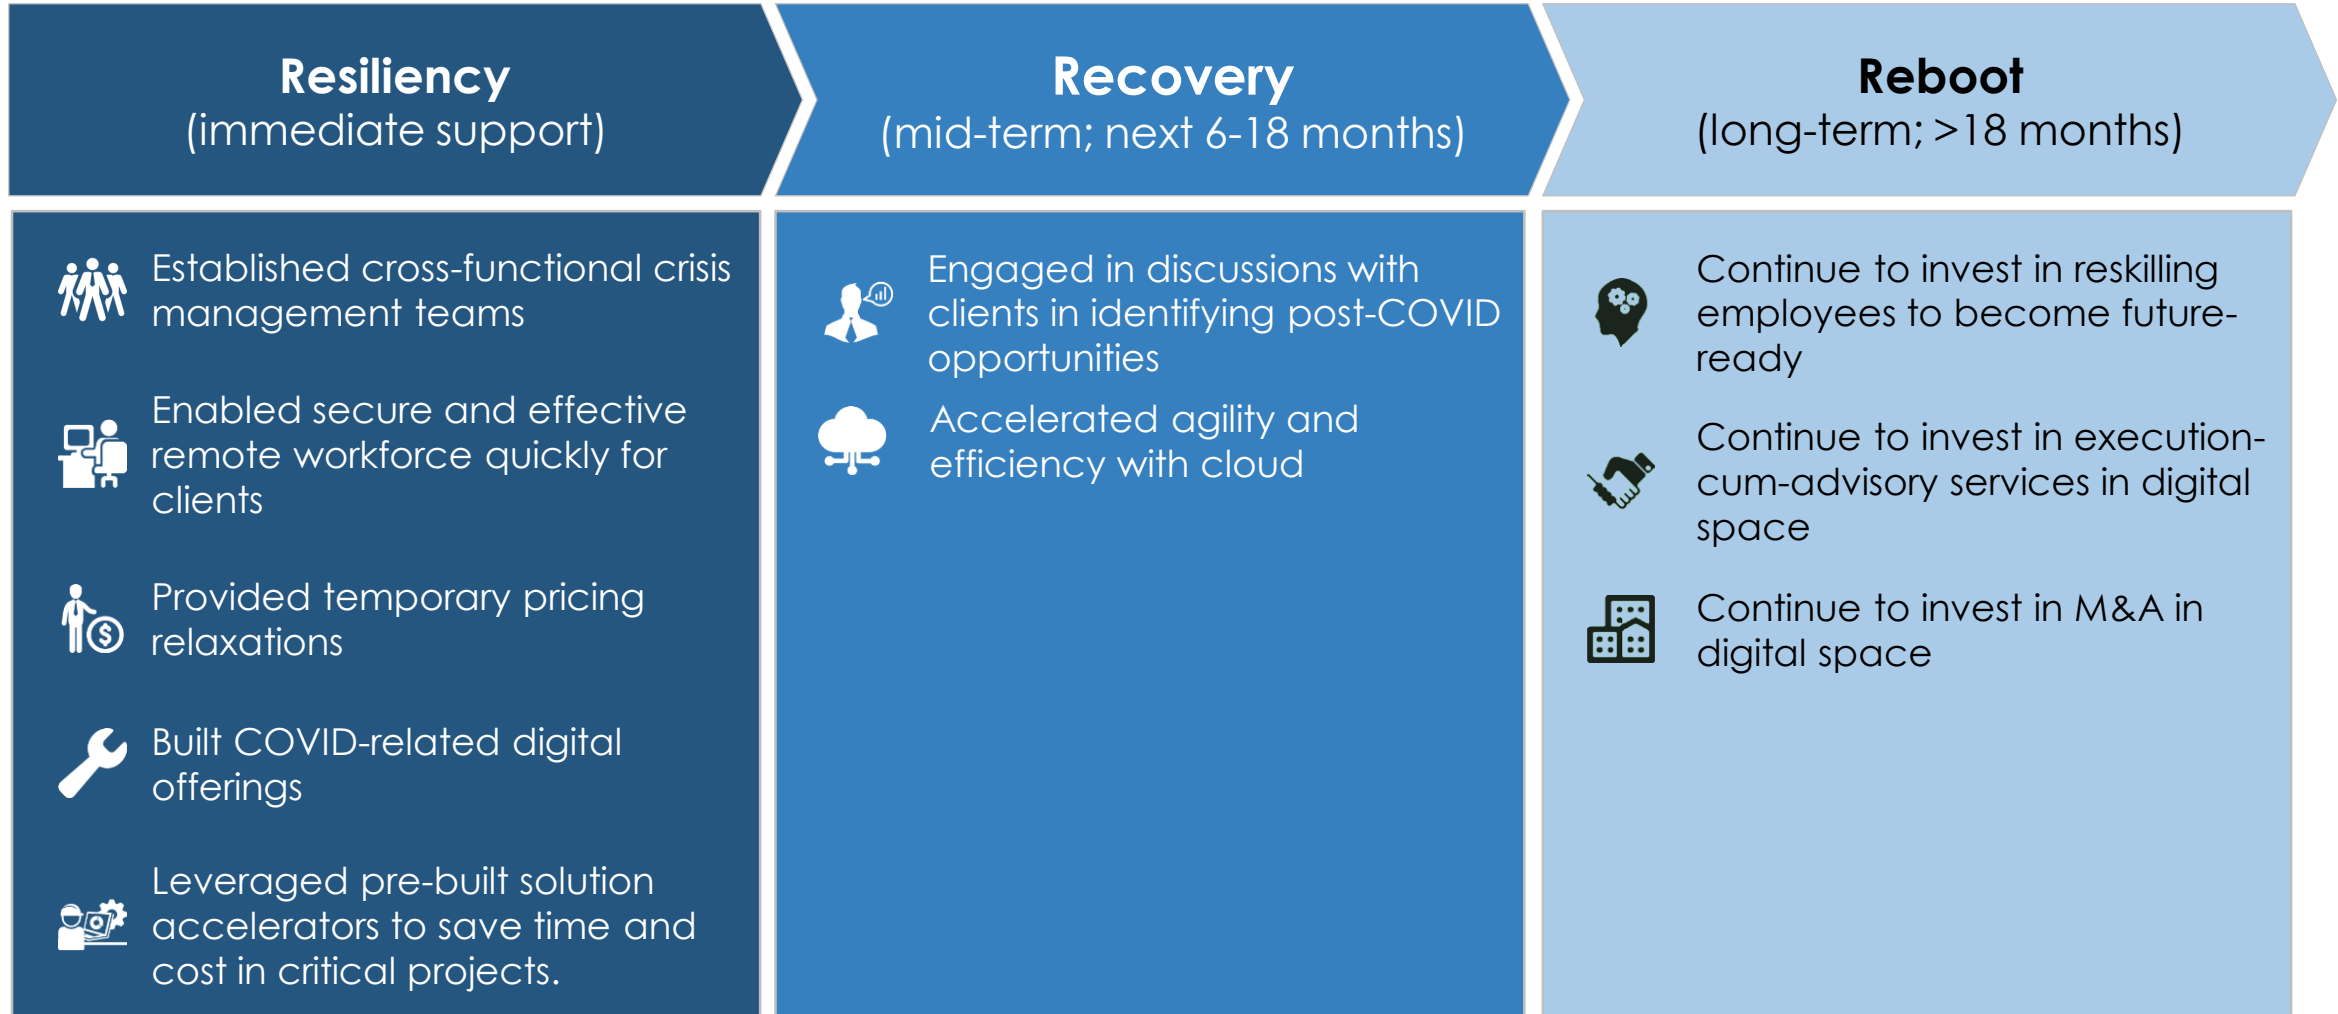 Resiliency
(immediate support)
Recovery
(mid-term; next 6-18 months)
Reboot
(long-term; >18 months)
Established cross-functional crisis
management teams
Enabled secure and effective
remote workforce quickly for
clients
Provided temporary pricing
relaxations
Built COVID-related digital
offerings
Leveraged pre-built solution
accelerators to save time and
cost in critical projects.
Engaged in discussions with
clients in identifying post-COVID
opportunities
Accelerated agility and
efficiency with cloud
Continue to invest in reskilling
employees to become future-
ready
Continue to invest in execution-
cum-advisory services in digital
space
Continue to invest in M&A in
digital space